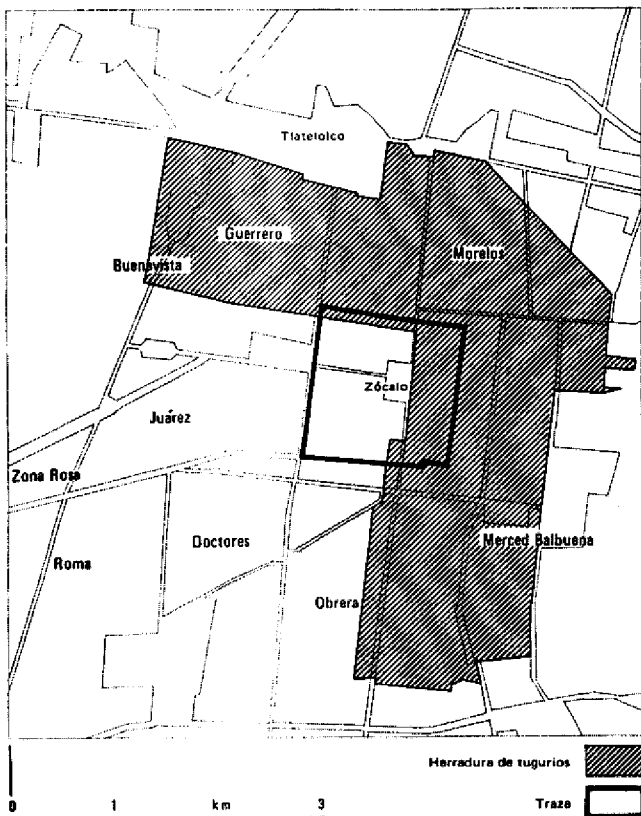 Tlatelolco
Guerrero
Morelos
Buenavista
Zócalo
Juárez
Zona Rosa
Doctores
Merced Balbuena
Roma
Obrera
Herradura de tugurios
0 1 km 3
Traza